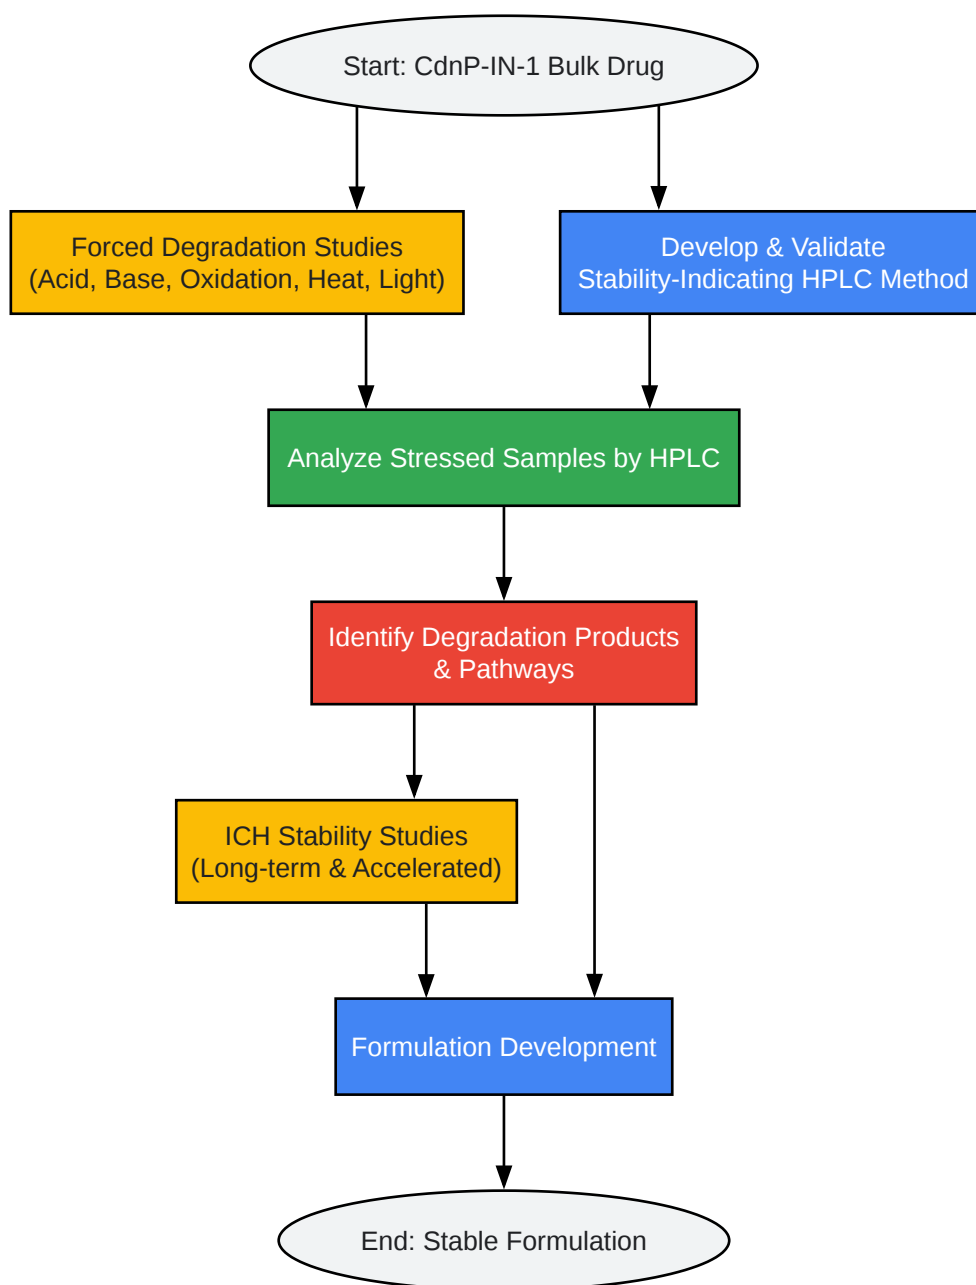 Start: CdnP-IN-1 Bulk Drug
Forced Degradation Studies
(Acid, Base, Oxidation, Heat, Light)
Develop & Validate
Stability-Indicating HPLC Method
Analyze Stressed Samples by HPLC
Identify Degradation Products
& Pathways
ICH Stability Studies
(Long-term & Accelerated)
Formulation Development
End: Stable Formulation